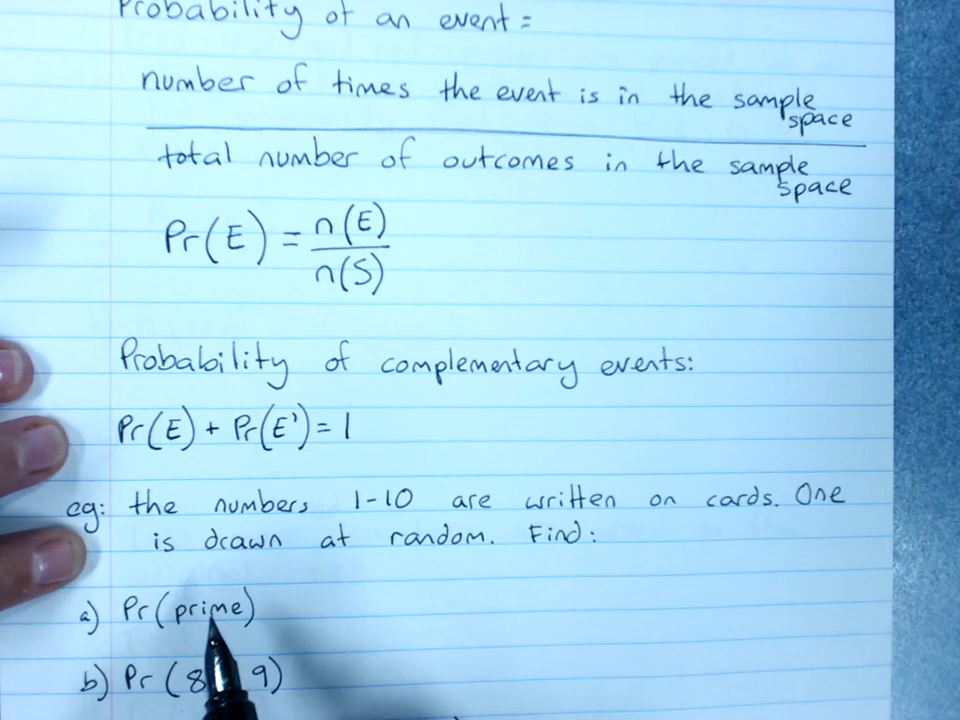 Probability of an event =
number of times the event is in the sample space
total number of outcomes in the sample space
Pr(E) = n(E)
n(S)
Probability of complementary events:
Pr(E) + Pr(E') = 1
eg: the numbers 1-10 are written on cards. One
is drawn at random. Find:
a) Pr(prime)
b) Pr(8 9)